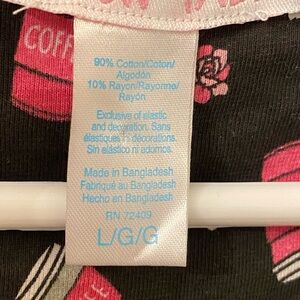 COFF
90% Cotton/Coton/
Algodón
10% Rayon/Rayonne/
Rayón
Exclusive of elastic
and decoration. Sans
élastiques ni décorations.
Sin elástico ni adornos.
Made in Bangladesh
Fabriqué au Bangladesh
Hecho en Bangladesh
RN 72409
L/G/G